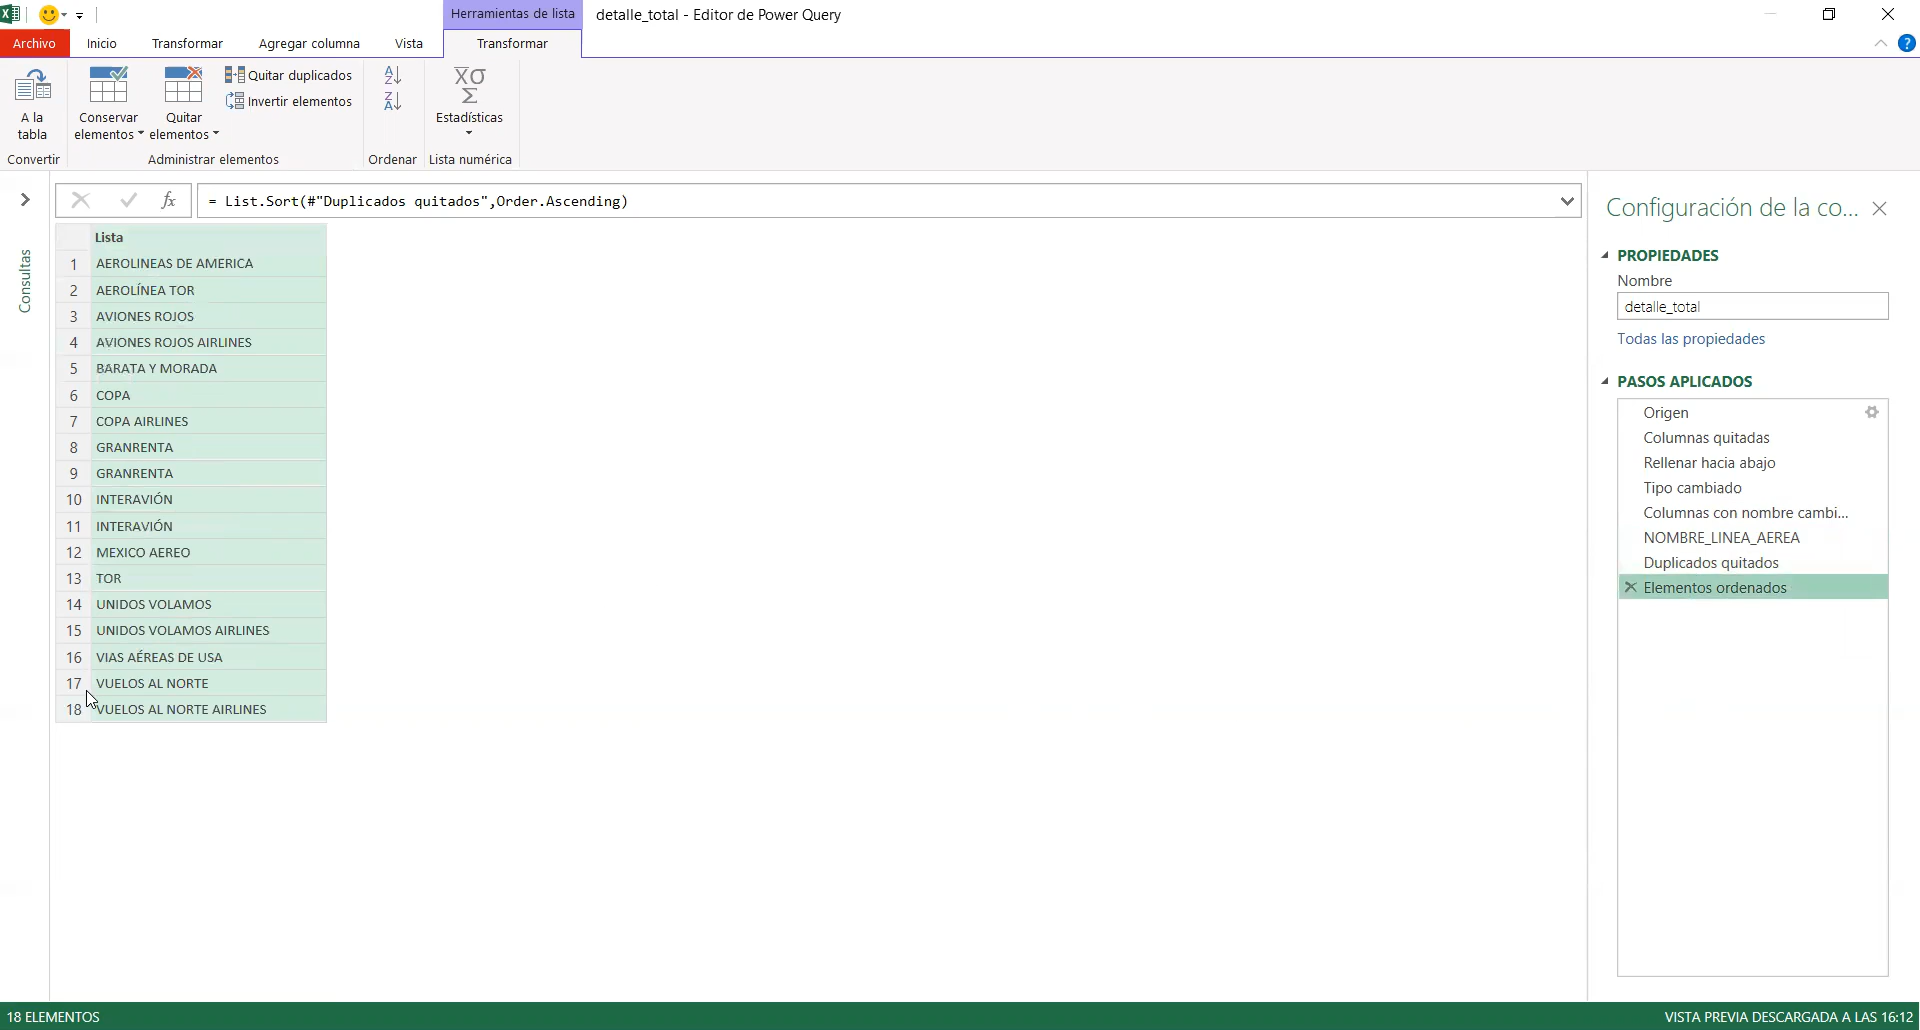 Herramientas de lista
detalle_total - Editor de Power Query
Archivo
Inicio
Transformar
Agregar columna
Vista
Transformar
?
A la
tabla
Conservar
elementos
Quitar
elementos
Quitar duplicados
Invertir elementos
A
Z
Z
A
XσΣ
Estadísticas
Convertir
Administrar elementos
Ordenar
Lista numérica
Consultas
fx
= List.Sort(#"Duplicados quitados",Order.Ascending)
Lista
1 AEROLINEAS DE AMERICA
2 AEROLÍNEA TOR
3 AVIONES ROJOS
4 AVIONES ROJOS AIRLINES
5 BARATA Y MORADA
6 COPA
7 COPA AIRLINES
8 GRANRENTA
9 GRANRENTA
10 INTERAVIÓN
11 INTERAVIÓN
12 MEXICO AEREO
13 TOR
14 UNIDOS VOLAMOS
15 UNIDOS VOLAMOS AIRLINES
16 VIAS AÉREAS DE USA
17 VUELOS AL NORTE
18 VUELOS AL NORTE AIRLINES
Configuración de la co...
PROPIEDADES
Nombre
detalle_total
Todas las propiedades
PASOS APLICADOS
Origen
Columnas quitadas
Rellenar hacia abajo
Tipo cambiado
Columnas con nombre cambi...
NOMBRE_LINEA_AEREA
Duplicados quitados
Elementos ordenados
18 ELEMENTOS
VISTA PREVIA DESCARGADA A LAS 16:12